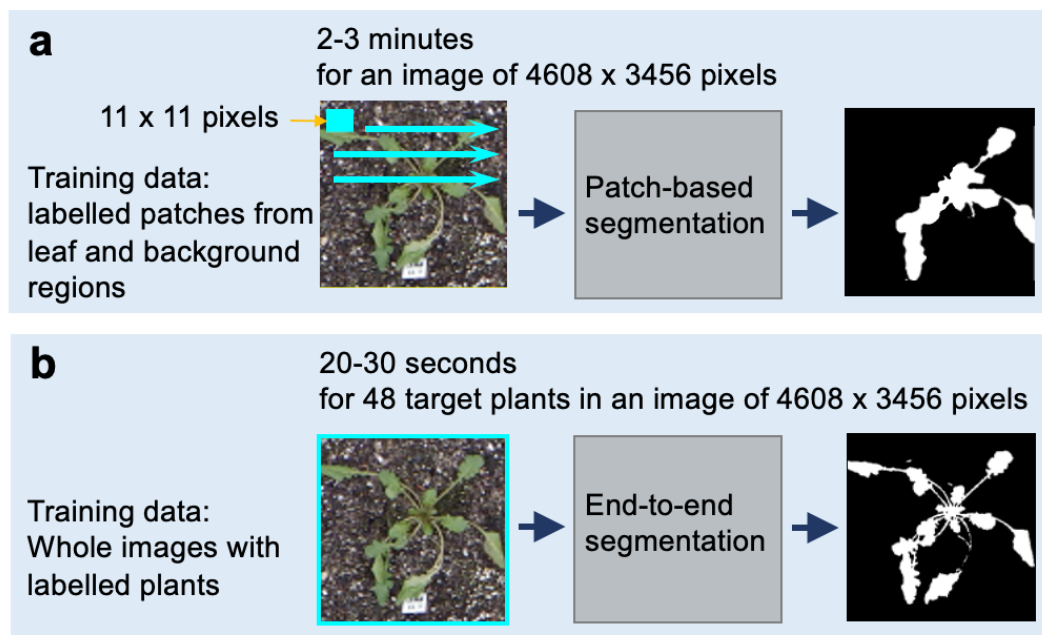 a
2-3 minutes
for an image of 4608 x 3456 pixels
11 x 11 pixels
Training data:
labelled patches from
leaf and background
regions
Patch-based
segmentation
b
20-30 seconds
for 48 target plants in an image of 4608 x 3456 pixels
Training data:
Whole images with
labelled plants
End-to-end
segmentation